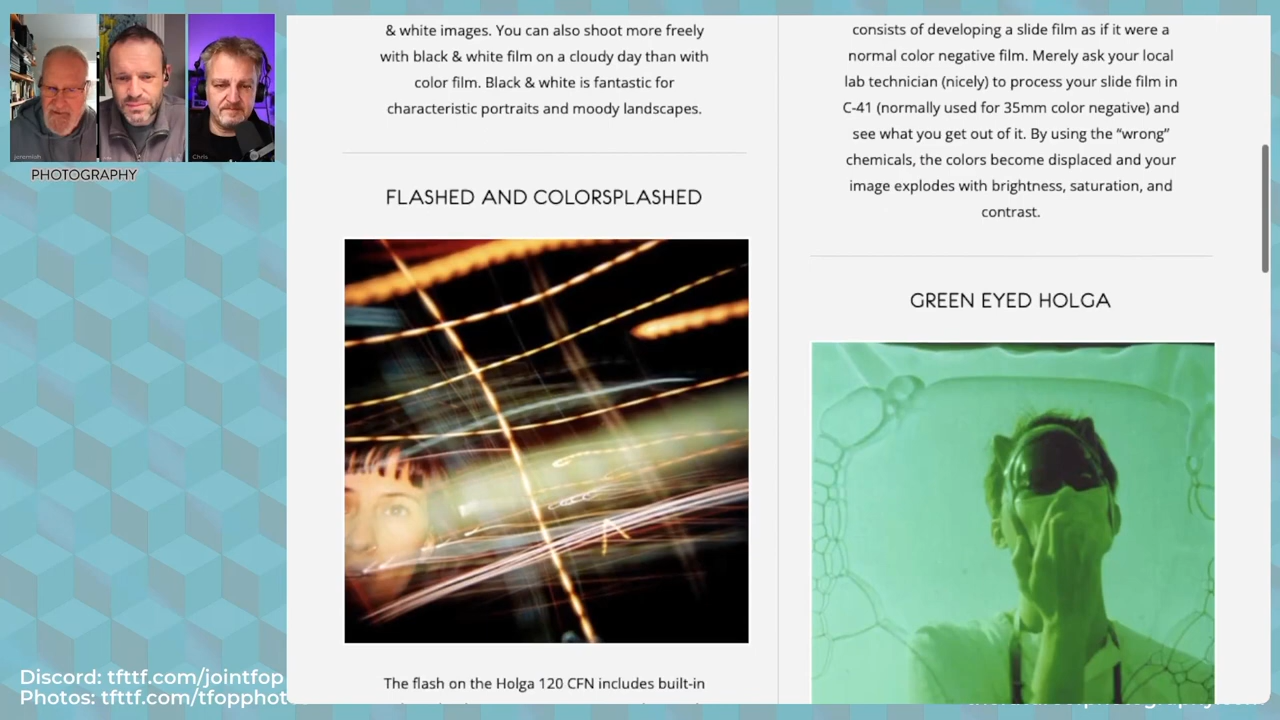 Jeremiah
Chris
PHOTOGRAPHY
& white images. You can also shoot more freely
with black & white film on a cloudy day than with
color film. Black & white is fantastic for
characteristic portraits and moody landscapes.
FLASHED AND COLORSPLASHED
The flash on the Holga 120 CFN includes built-in
consists of developing a slide film as if it were a
normal color negative film. Merely ask your local
lab technician (nicely) to process your slide film in
C-41 (normally used for 35mm color negative) and
see what you get out of it. By using the “wrong”
chemicals, the colors become displaced and your
image explodes with brightness, saturation, and
contrast.
GREEN EYED HOLGA
Discord: tfttf.com/jointfop
Photos: tfttf.com/tfopphot